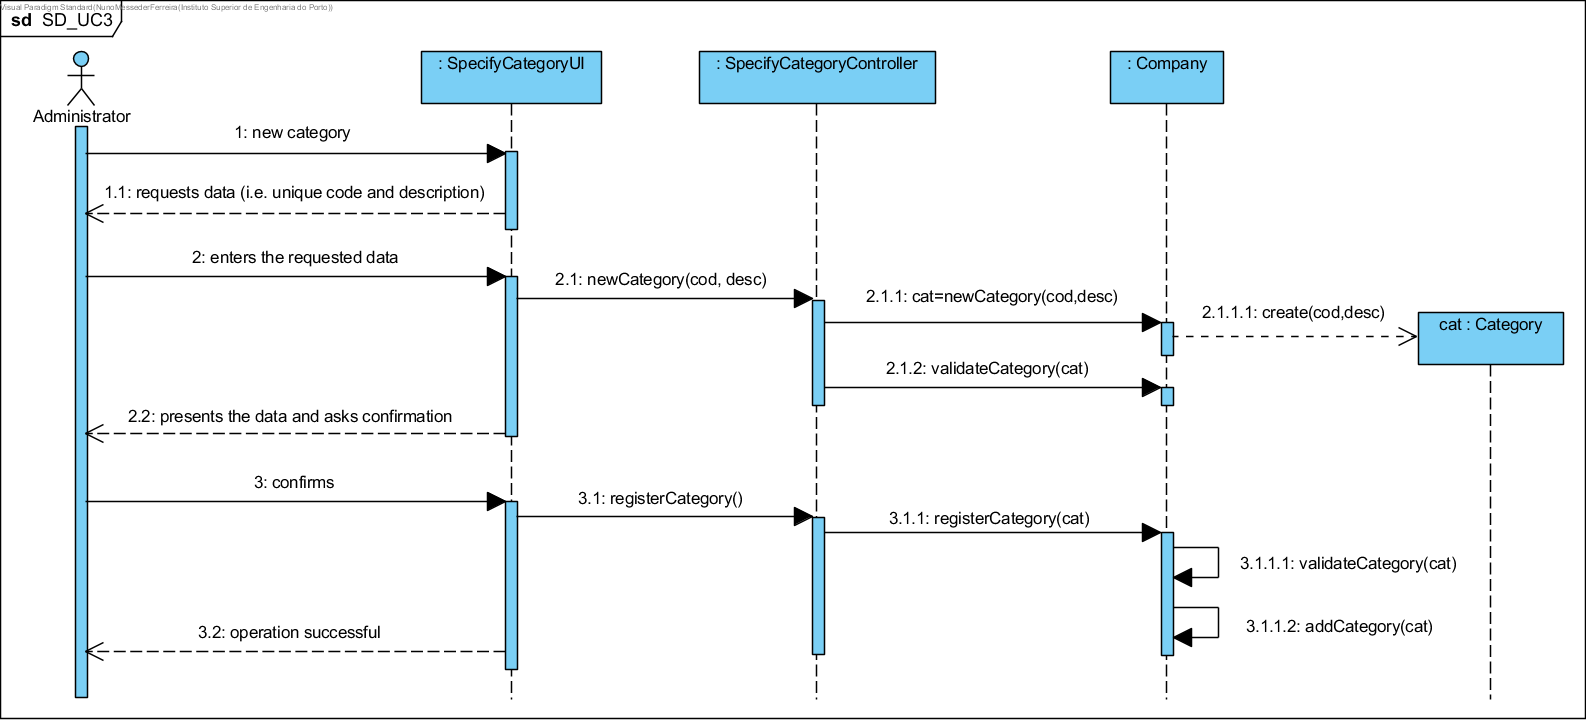 Visual Paradigm Standard(NunoMessederFerreira(Instituto Superior de Engenharia do Porto))
sd SD_UC3
: SpecifyCategoryUI
: SpecifyCategoryController
: Company
Administrator
1: new category
1.1: requests data (i.e. unique code and description)
2: enters the requested data
2.1: newCategory(cod, desc)
2.1.1: cat=newCategory(cod,desc)
2.1.1.1: create(cod,desc)
cat : Category
2.1.2: validateCategory(cat)
2.2: presents the data and asks confirmation
3: confirms
3.1: registerCategory()
3.1.1: registerCategory(cat)
3.1.1.1: validateCategory(cat)
3.1.1.2: addCategory(cat)
3.2: operation successful